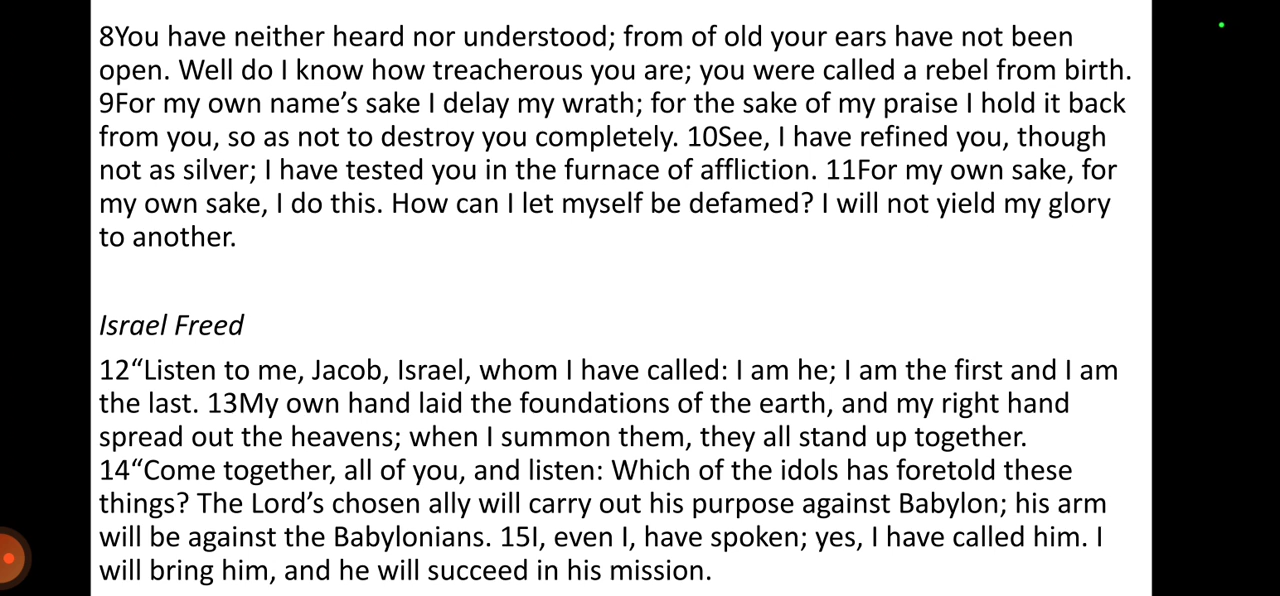 8You have neither heard nor understood; from of old your ears have not been
open. Well do I know how treacherous you are; you were called a rebel from birth.
9For my own name’s sake I delay my wrath; for the sake of my praise I hold it back
from you, so as not to destroy you completely. 10See, I have refined you, though
not as silver; I have tested you in the furnace of affliction. 11For my own sake, for
my own sake, I do this. How can I let myself be defamed? I will not yield my glory
to another.
Israel Freed
12“Listen to me, Jacob, Israel, whom I have called: I am he; I am the first and I am
the last. 13My own hand laid the foundations of the earth, and my right hand
spread out the heavens; when I summon them, they all stand up together.
14“Come together, all of you, and listen: Which of the idols has foretold these
things? The Lord’s chosen ally will carry out his purpose against Babylon; his arm
will be against the Babylonians. 15I, even I, have spoken; yes, I have called him. I
will bring him, and he will succeed in his mission.